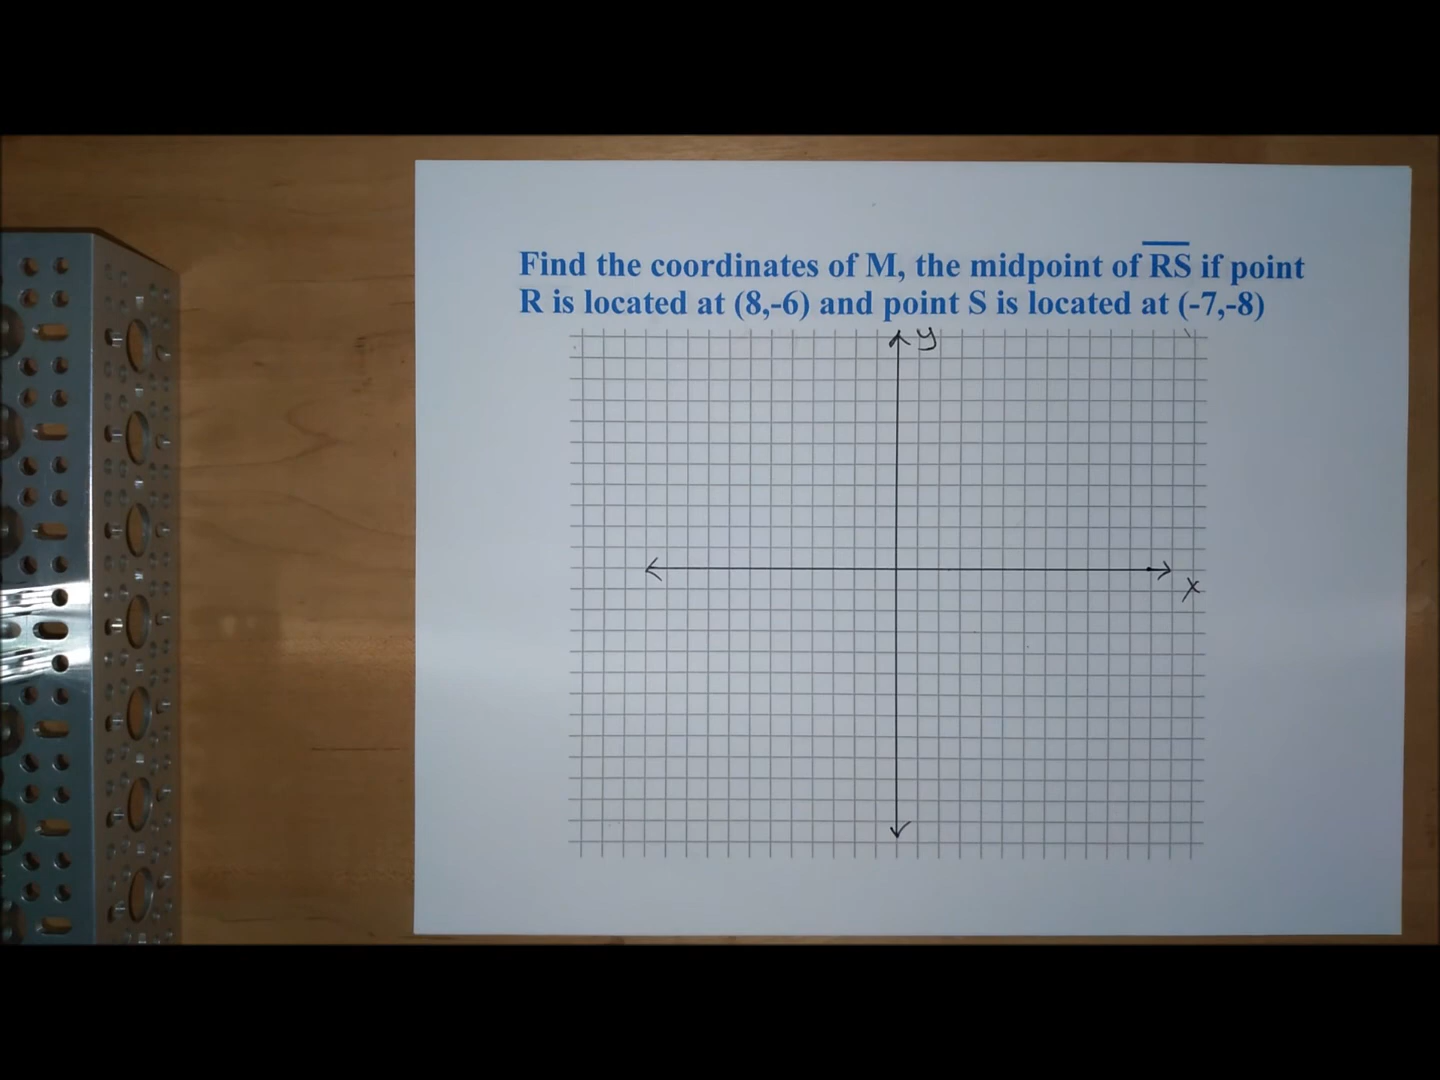 Find the coordinates of M, the midpoint of RS if point
R is located at (8,-6) and point S is located at (-7,-8)
y
x